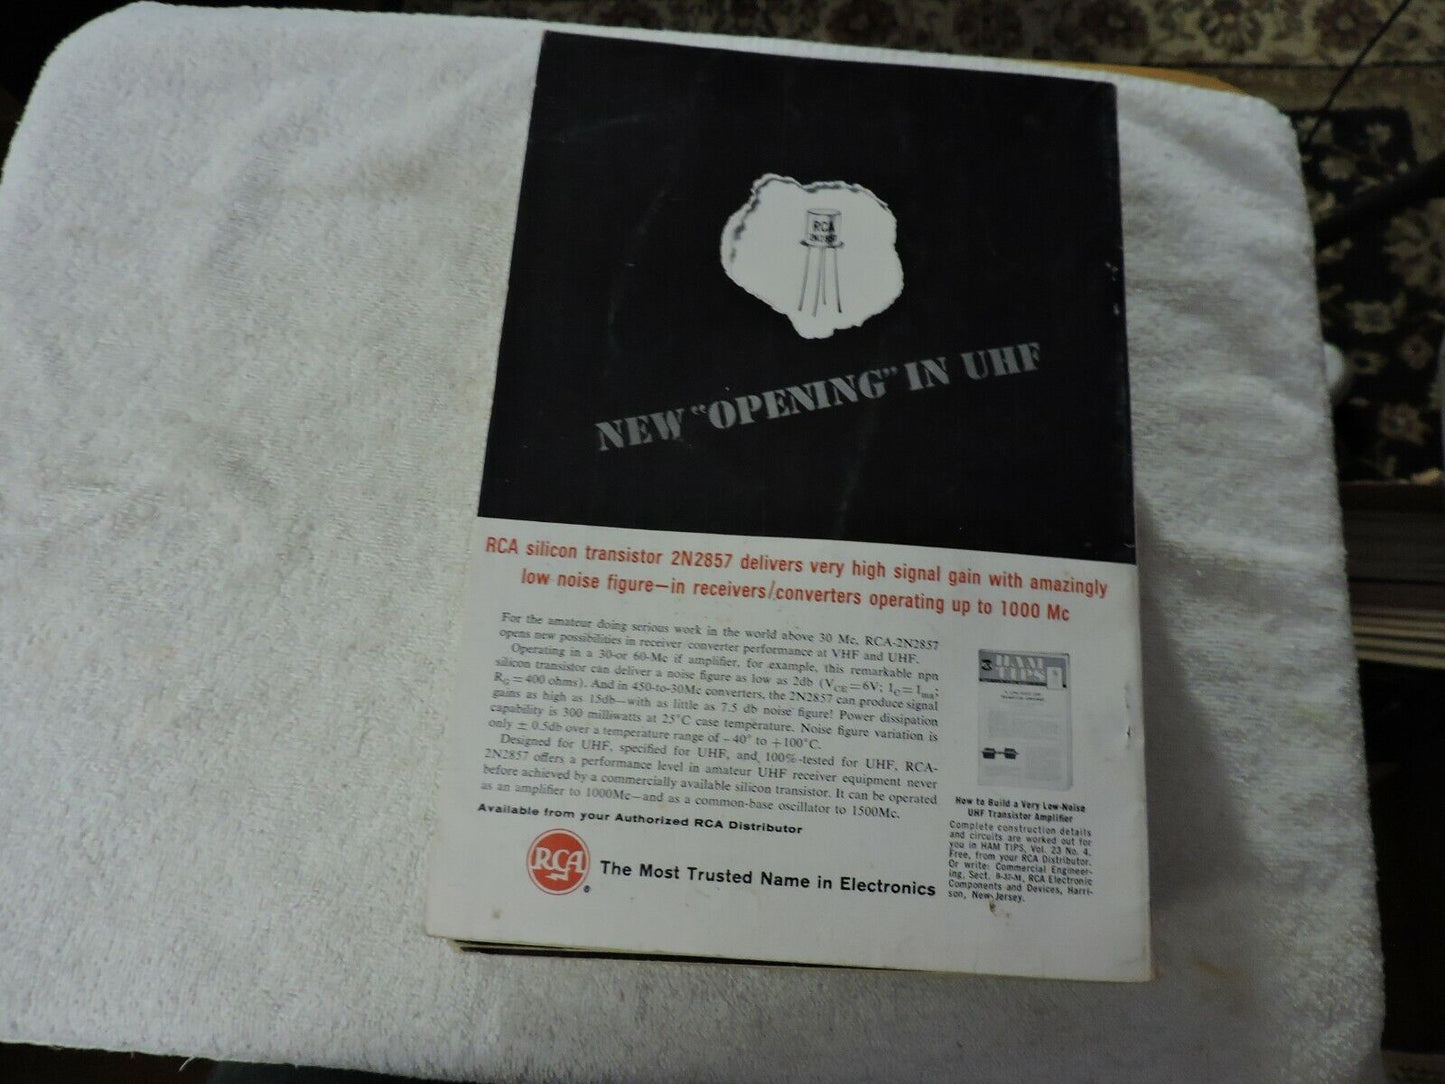 RCA
2N2857
NEW “OPENING” IN UHF
RCA silicon transistor 2N2857 delivers very high signal gain with amazingly
low noise figure—in receivers/converters operating up to 1000 Mc
For the amateur doing serious work in the world above 30 Mc, RCA-2N2857
opens new possibilities in receiver converter performance at VHF and UHF.
Operating in a 30-or 60-Mc if amplifier, for example, this remarkable npn
silicon transistor can deliver a noise figure as low as 2db (VCE=6V; IC=1ma;
RG=400 ohms). And in 450-to-30Mc converters, the 2N2857 can produce signal
gains as high as 15db—with as little as 7.5 db noise figure! Power dissipation
capability is 300 milliwatts at 25°C case temperature. Noise figure variation is
only ± 0.5db over a temperature range of –40° to +100°C.
Designed for UHF, specified for UHF, and 100%-tested for UHF, RCA-
2N2857 offers a performance level in amateur UHF receiver equipment never
before achieved by a commercially available silicon transistor. It can be operated
as an amplifier to 1000Mc—and as a common-base oscillator to 1500Mc.
Available from your Authorized RCA Distributor
RCA ® The Most Trusted Name in Electronics
HAM
TIPS
How to Build a Very Low-Noise
UHF Transistor Amplifier
Complete construction details
and circuits are worked out for
you in HAM TIPS, Vol. 23 No. 4.
Free, from your RCA Distributor.
Or write: Commercial Engineer-
ing, Sect. RCA Electronic
Components and Devices, Harri-
son, New Jersey.